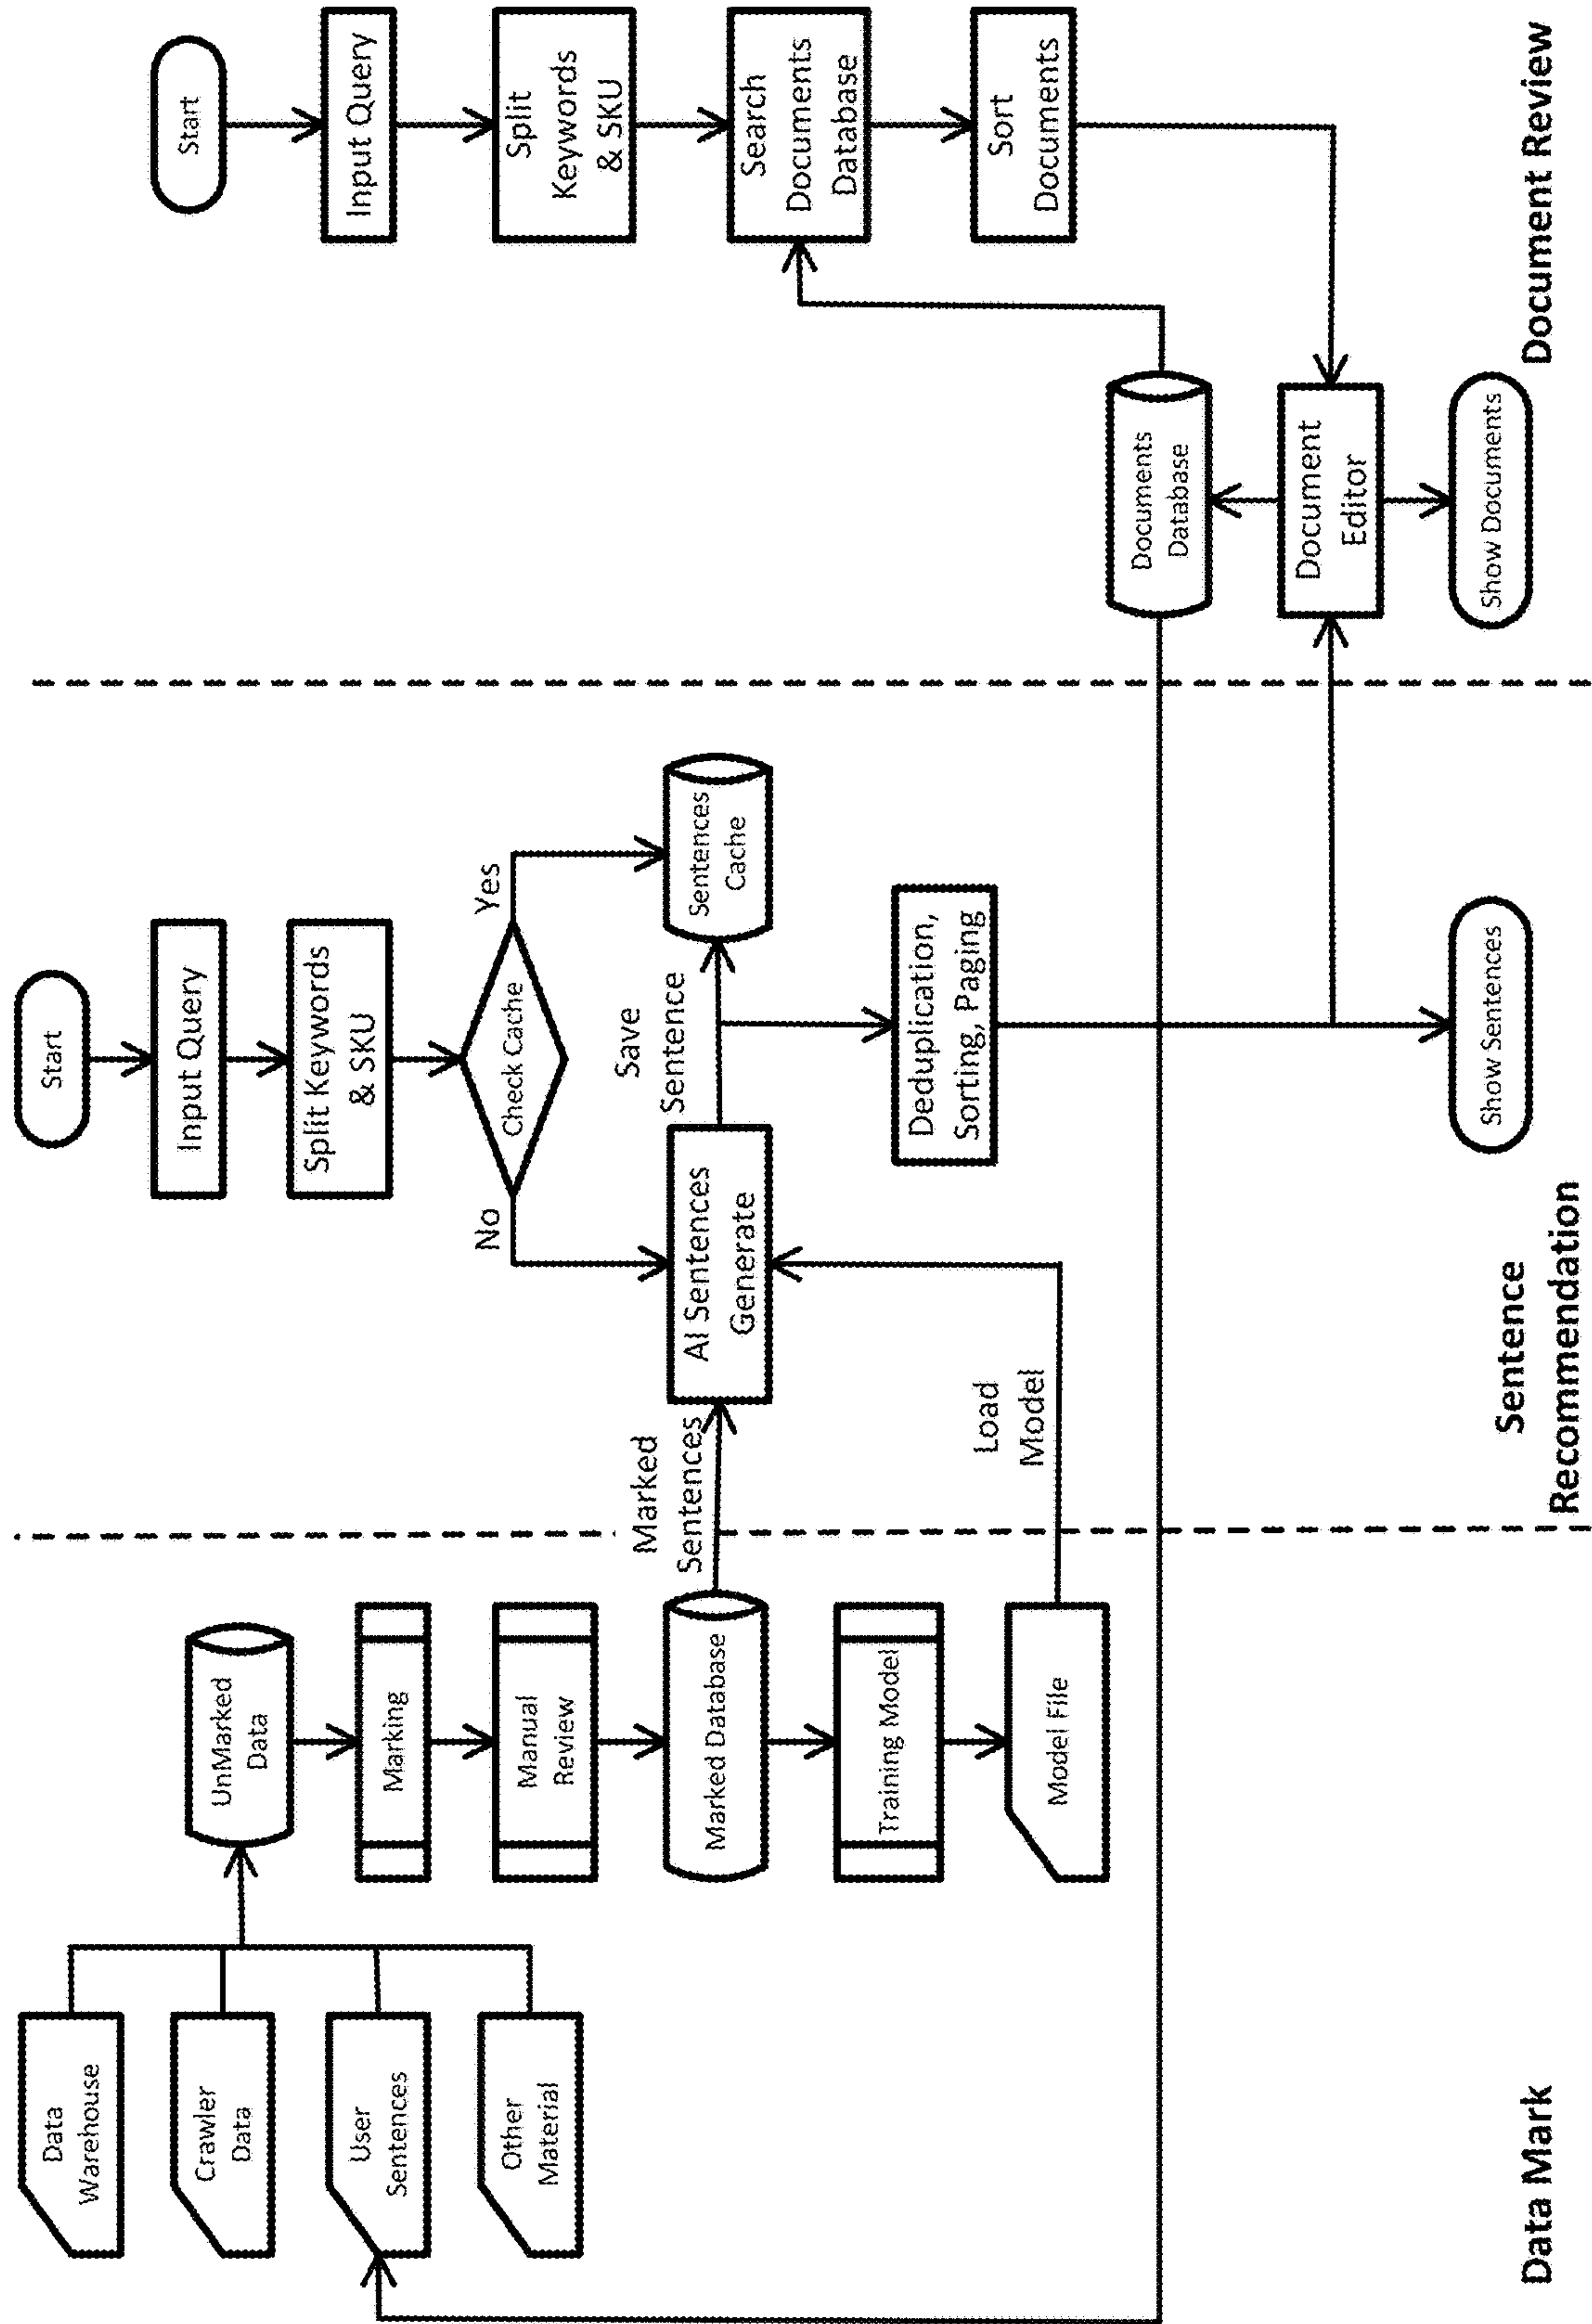 Data
Warehouse
Crawler
Data
User
Sentences
Other
Material
UnMarked
Data
Marking
Manual
Review
Marked Database
Training Model
Model File
Data Mark
Marked
Sentences
Load
Model
Start
Input Query
Split Keywords
& SKU
Check Cache
No
Yes
AI Sentences
Generate
Save
Sentence
Sentences
Cache
Deduplication,
Sorting, Paging
Show Sentences
Sentence
Recommendation
Start
Input Query
Split
Keywords
& SKU
Search
Documents
Database
Sort
Documents
Documents
Database
Document
Editor
Show Documents
Document Review